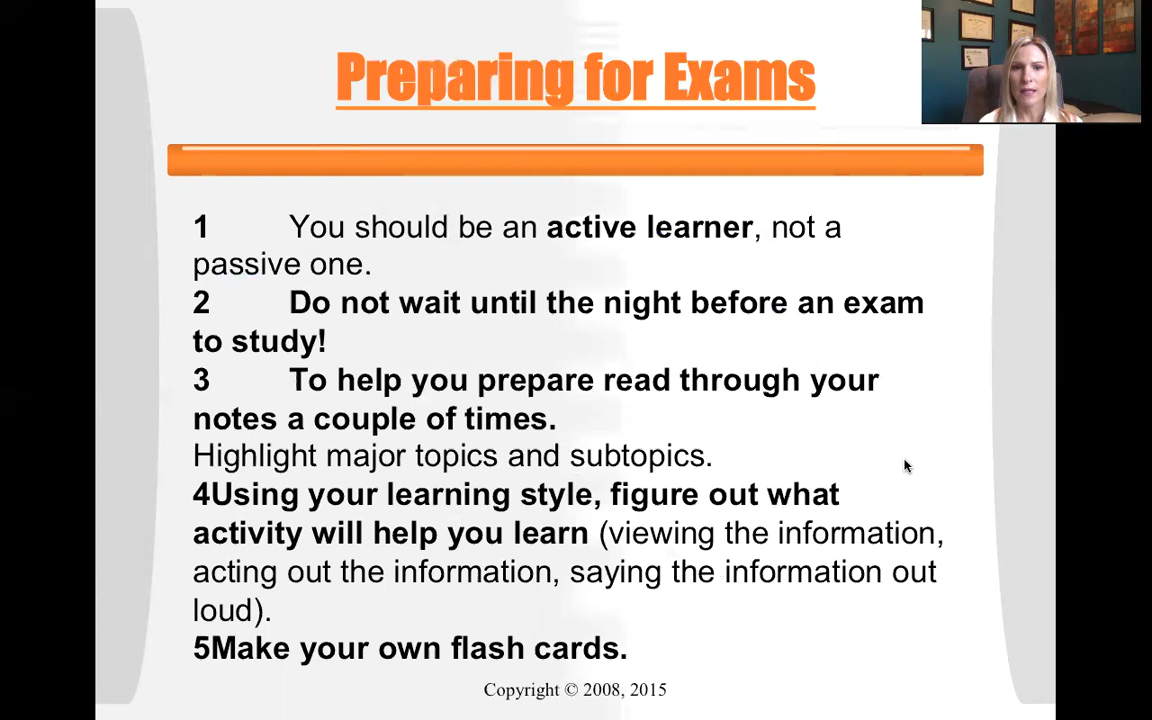 Preparing for Exams
1 You should be an active learner, not a
passive one.
2 Do not wait until the night before an exam
to study!
3 To help you prepare read through your
notes a couple of times.
Highlight major topics and subtopics.
4Using your learning style, figure out what
activity will help you learn (viewing the information,
acting out the information, saying the information out
loud).
5Make your own flash cards.
Copyright © 2008, 2015